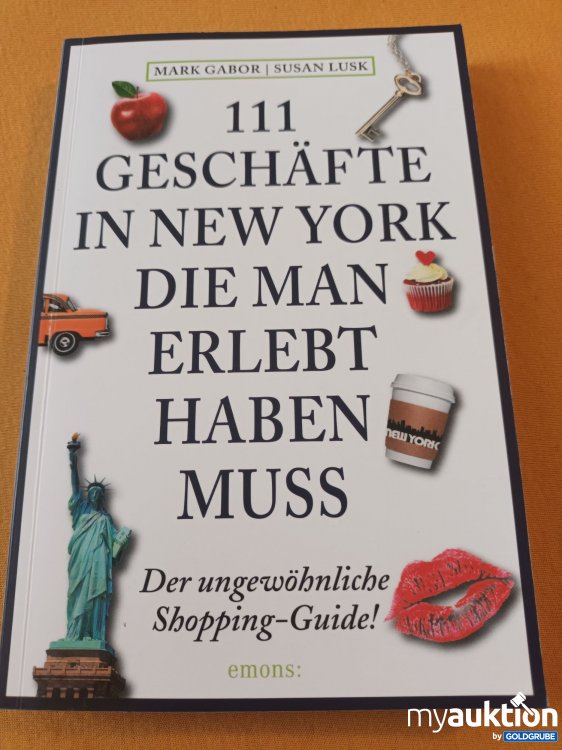 MARK GABOR | SUSAN LUSK
111
GESCHÄFTE
IN NEW YORK
DIE MAN
ERLEBT
HABEN
MUSS
NEW YORK
Der ungewöhnliche
Shopping-Guide!
emons:
myauktion
by GOLDGRUBE